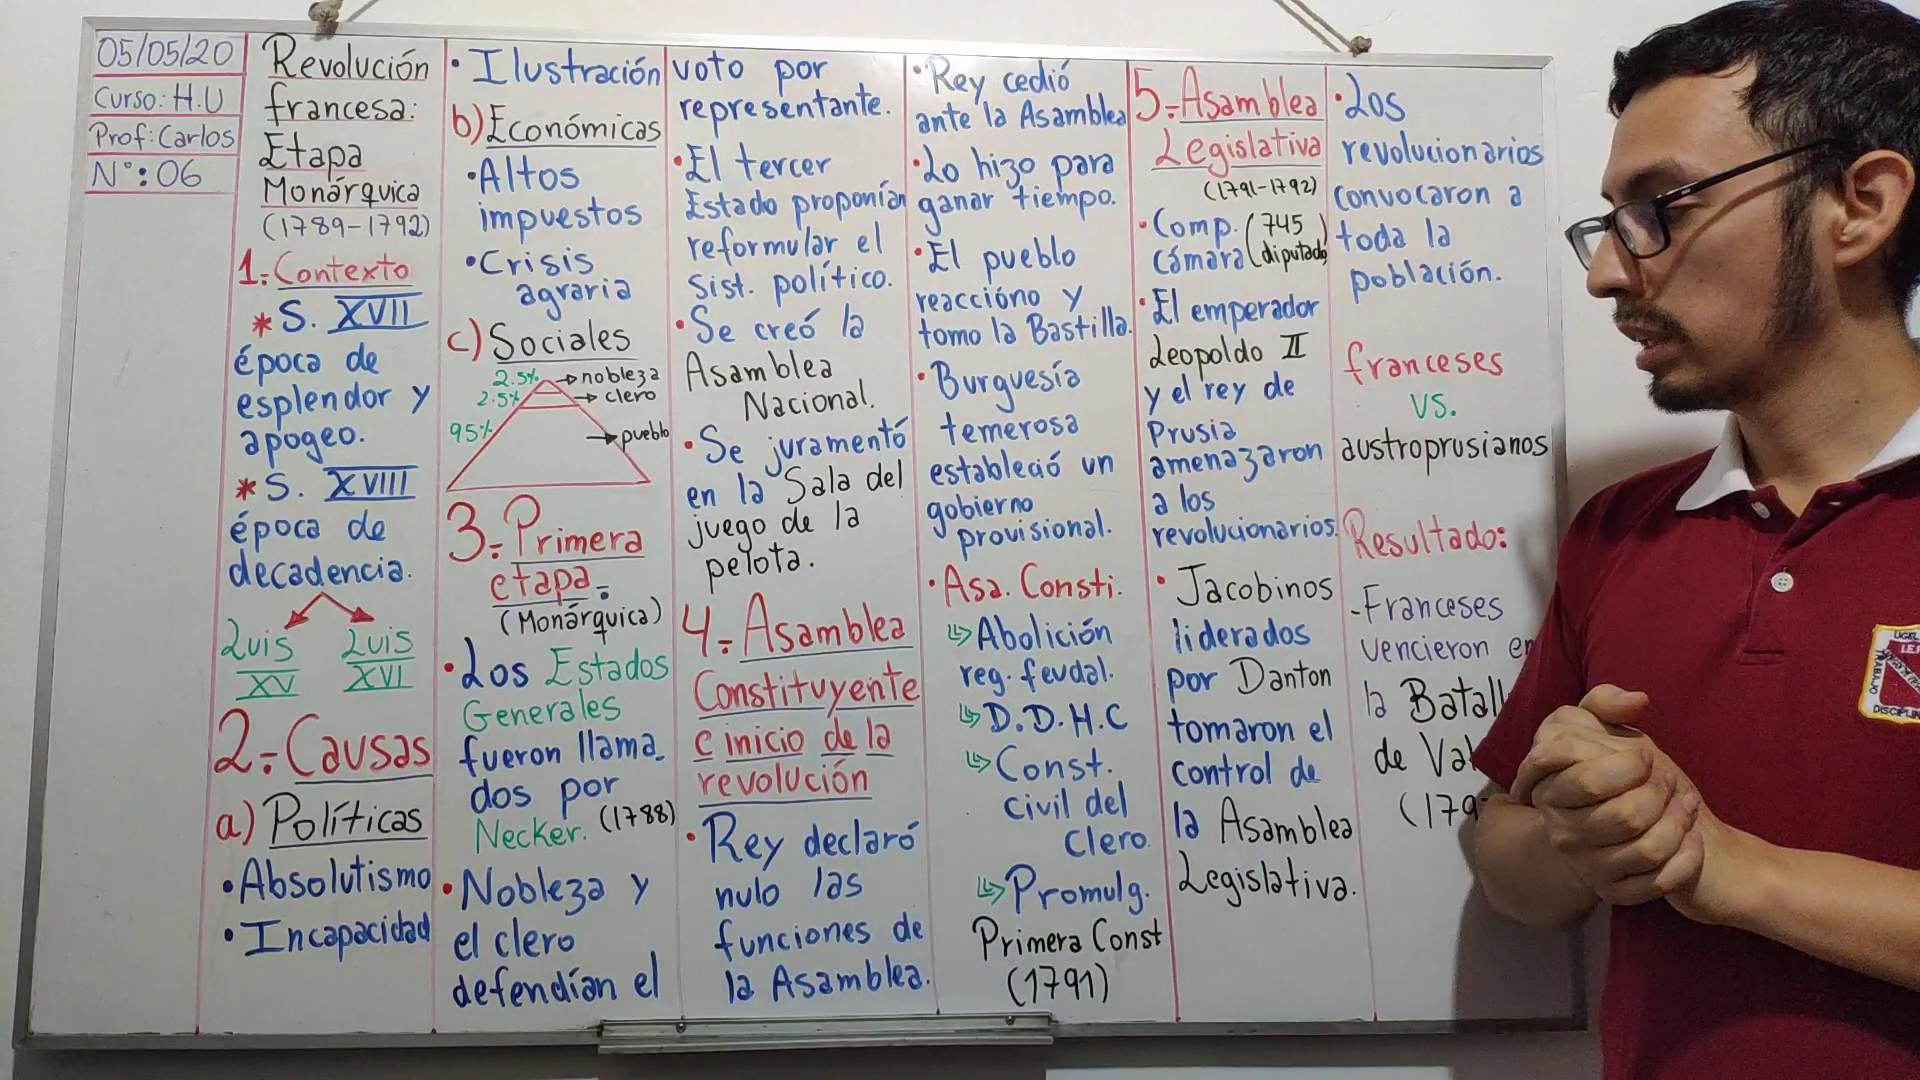 05/05/20
Curso: H.U
Prof: Carlos
N°: 06
Revolución
francesa:
Etapa
Monárquica
(1789-1792)
1.- Contexto
* S. XVII
época de
esplendor y
apogeo.
* S. XVIII
época de
decadencia.
Luis XV
Luis XVI
2.- Causas
a) Políticas
• Absolutismo
• Incapacidad
• Ilustración
b) Económicas
• Altos
impuestos
• Crisis
agraria
c) Sociales
2.5% → nobleza
2.5% → clero
95% → pueblo
3.- Primera
etapa.
(Monárquica)
• Los Estados
Generales
fueron llama-
dos por
Necker. (1788)
• Nobleza y
el clero
defendían el
voto por
representante.
• El tercer
Estado proponían
reformular el
sist. político.
• Se creó la
Asamblea
Nacional.
• Se juramentó
en la Sala del
juego de la
pelota.
4.- Asamblea
Constituyente
e inicio de la
revolución
• Rey declaró
nulo las
funciones de
la Asamblea.
• Rey cedió
ante la Asamblea
• Lo hizo para
ganar tiempo.
• El pueblo
reaccióno y
tomo la Bastilla.
• Burguesía
temerosa
estableció un
gobierno
provisional.
• Asa. Consti.
↳ Abolición
reg. feudal.
↳ D.D.H.C
↳ Const.
civil del
Clero.
↳ Promulg.
Primera Const
(1791)
5.- Asamblea
Legislativa
(1791-1792)
• Comp. (745
cámara (diputado)
• El emperador
Leopoldo II
y el rey de
Prusia
amenazaron
a los
revolucionarios.
• Jacobinos
liderados
por Danton
tomaron el
control de
la Asamblea
Legislativa.
• Los
revolucionarios
convocaron a
toda la
población.
franceses
vs.
austroprusianos
Resultado:
- Franceses
vencieron en
la Batall
de Val
(179
UGEL
I.E.P
TRABAJO
DISCIPLIN